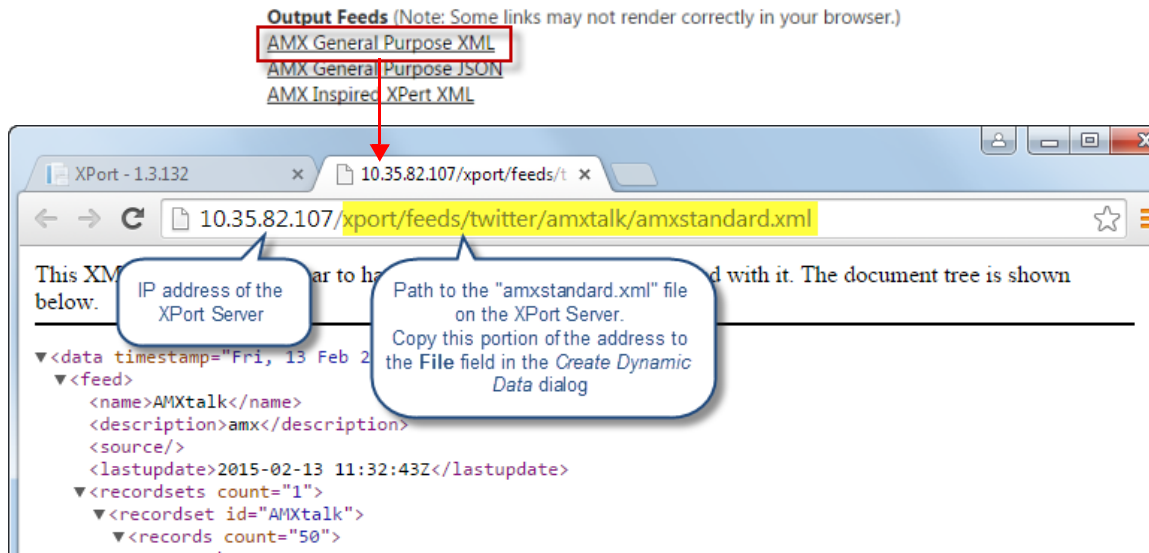 Output Feeds (Note: Some links may not render correctly in your browser.)
AMX General Purpose XML
AMX General Purpose JSON
AMX Inspired XPert XML
XPort - 1.3.132
10.35.82.107/xport/feeds/t
10.35.82.107/xport/feeds/twitter/amxtalk/amxstandard.xml
This XM ar to ha d with it. The document tree is shown
below.
IP address of the
XPort Server
Path to the "amxstandard.xml" file
on the XPort Server.
Copy this portion of the address to
the File field in the Create Dynamic
Data dialog
▼<data timestamp="Fri, 13 Feb 2
▼<feed>
<name>AMXtalk</name>
<description>amx</description>
<source/>
<lastupdate>2015-02-13 11:32:43Z</lastupdate>
▼<recordsets count="1">
▼<recordset id="AMXtalk">
▼<records count="50">